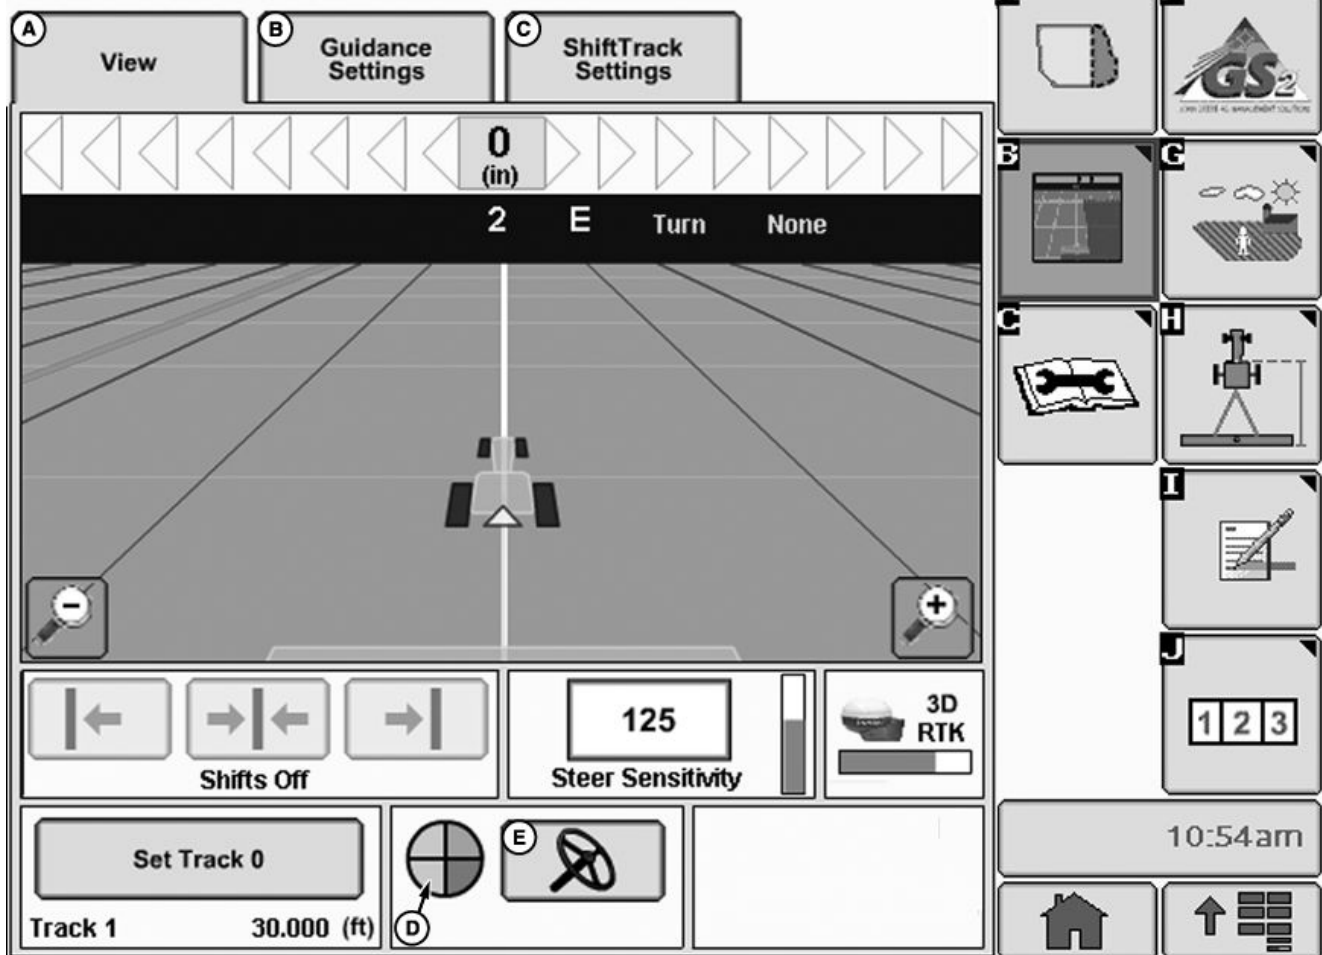 A
View
B
Guidance
Settings
C
ShiftTrack
Settings
0
(in)
2 E Turn None
Shifts Off
125
Steer Sensitivity
3D
RTK
Set Track 0
Track 1 30.000 (ft)
D
E
GS2
B
G
C
H
I
J
1 2 3
10:54am